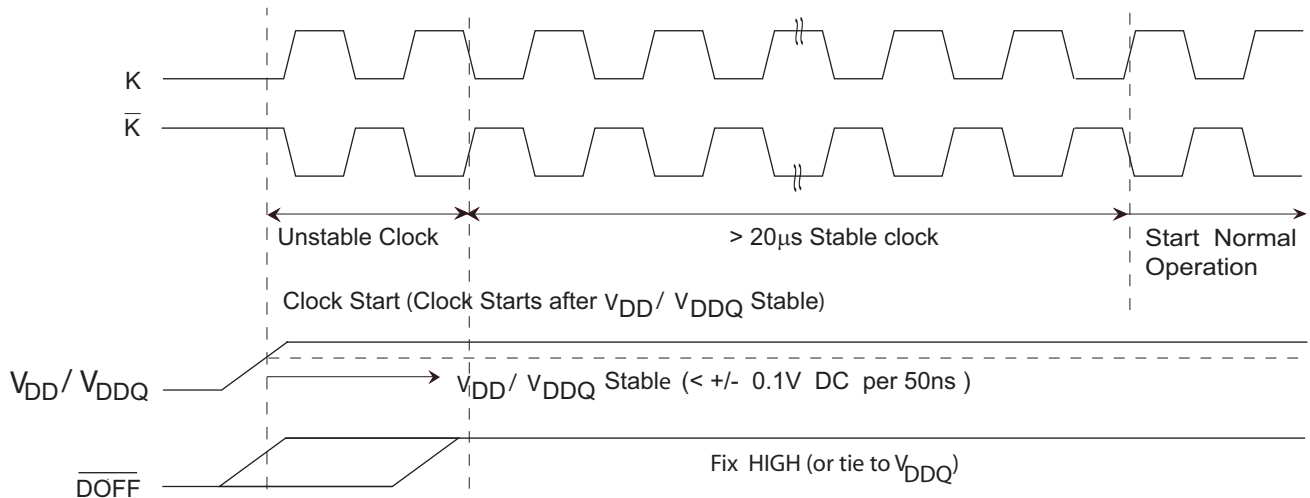 K
K̅
Unstable Clock
> 20μs Stable clock
Start Normal
Operation
Clock Start (Clock Starts after VDD / VDDQ Stable)
VDD / VDDQ
VDD / VDDQ Stable (< +/- 0.1V DC per 50ns )
Fix HIGH (or tie to VDDQ)
D̅O̅F̅F̅